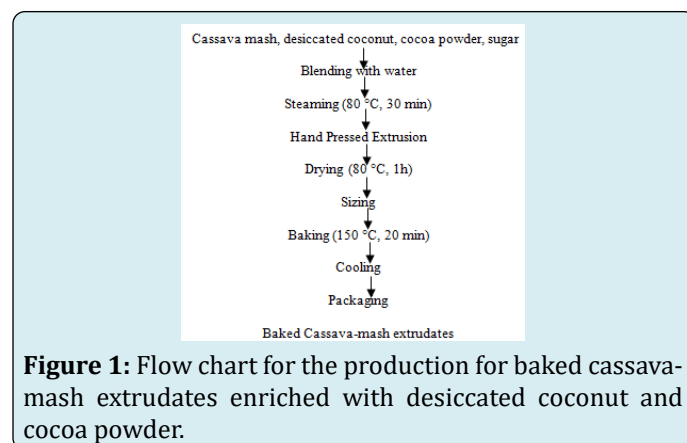 Cassava mash, desiccated coconut, cocoa powder, sugar
Blending with water
Steaming (80 °C, 30 min)
Hand Pressed Extrusion
Drying (80 °C, 1h)
Sizing
Baking (150 °C, 20 min)
Cooling
Packaging
Baked Cassava-mash extrudates
Figure 1: Flow chart for the production for baked cassava-
mash extrudates enriched with desiccated coconut and
cocoa powder.